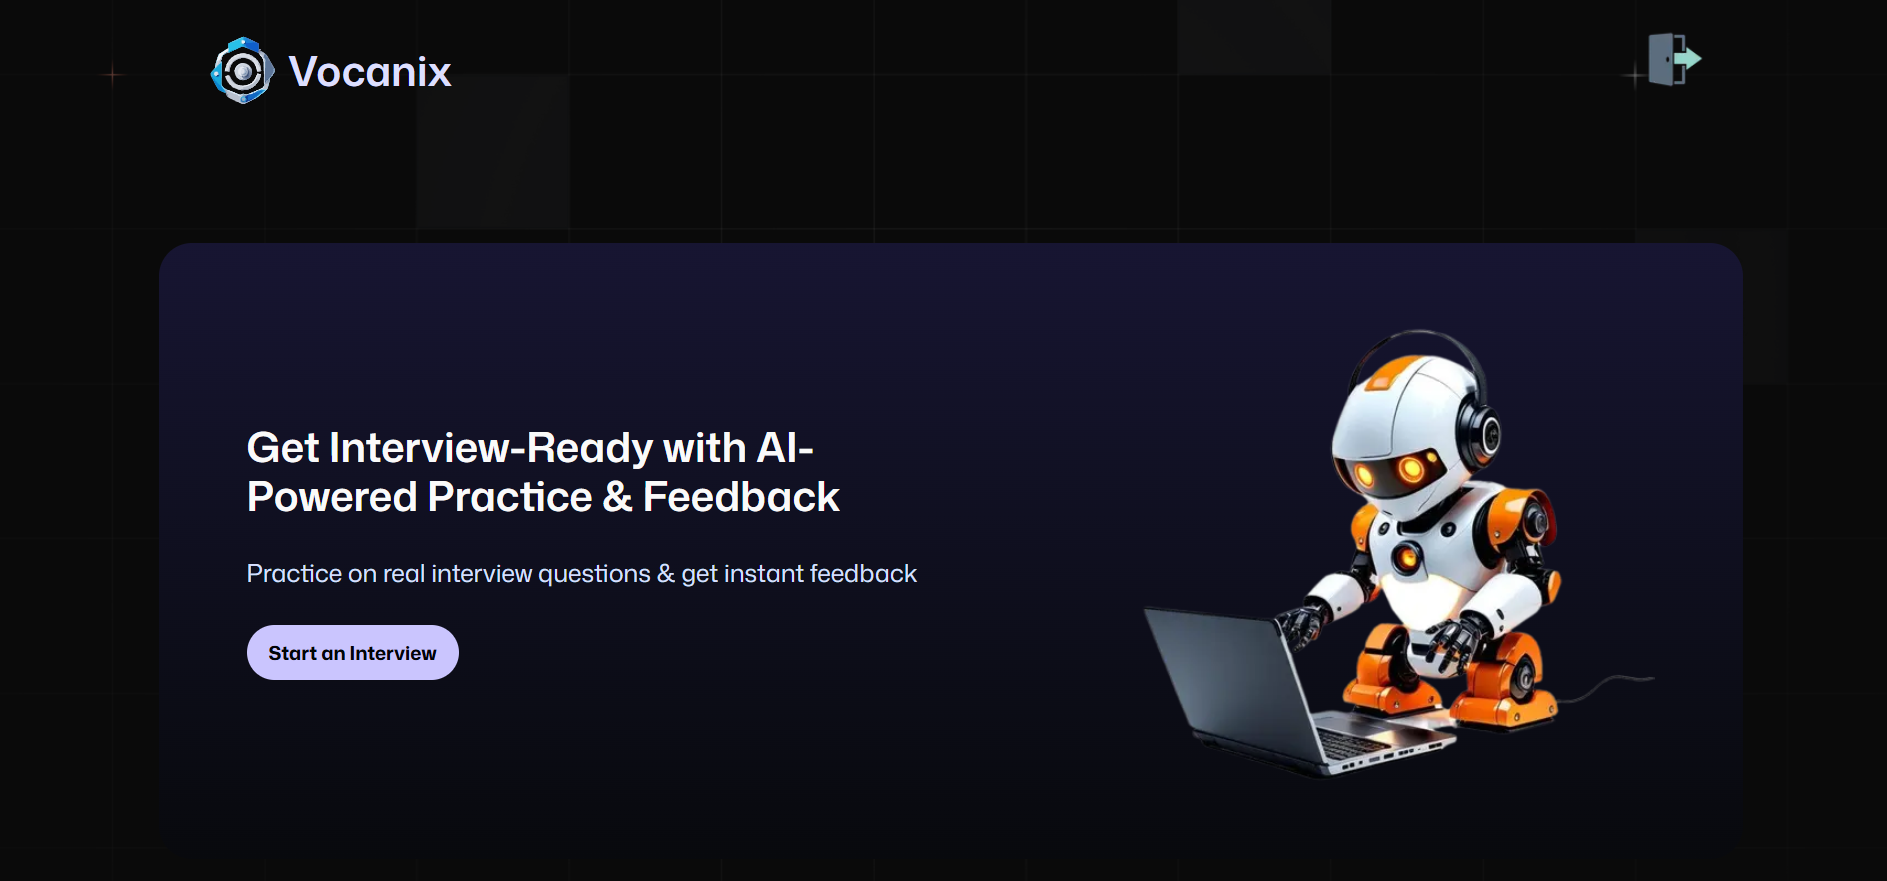 Vocanix
Get Interview-Ready with AI-
Powered Practice & Feedback
Practice on real interview questions & get instant feedback
Start an Interview